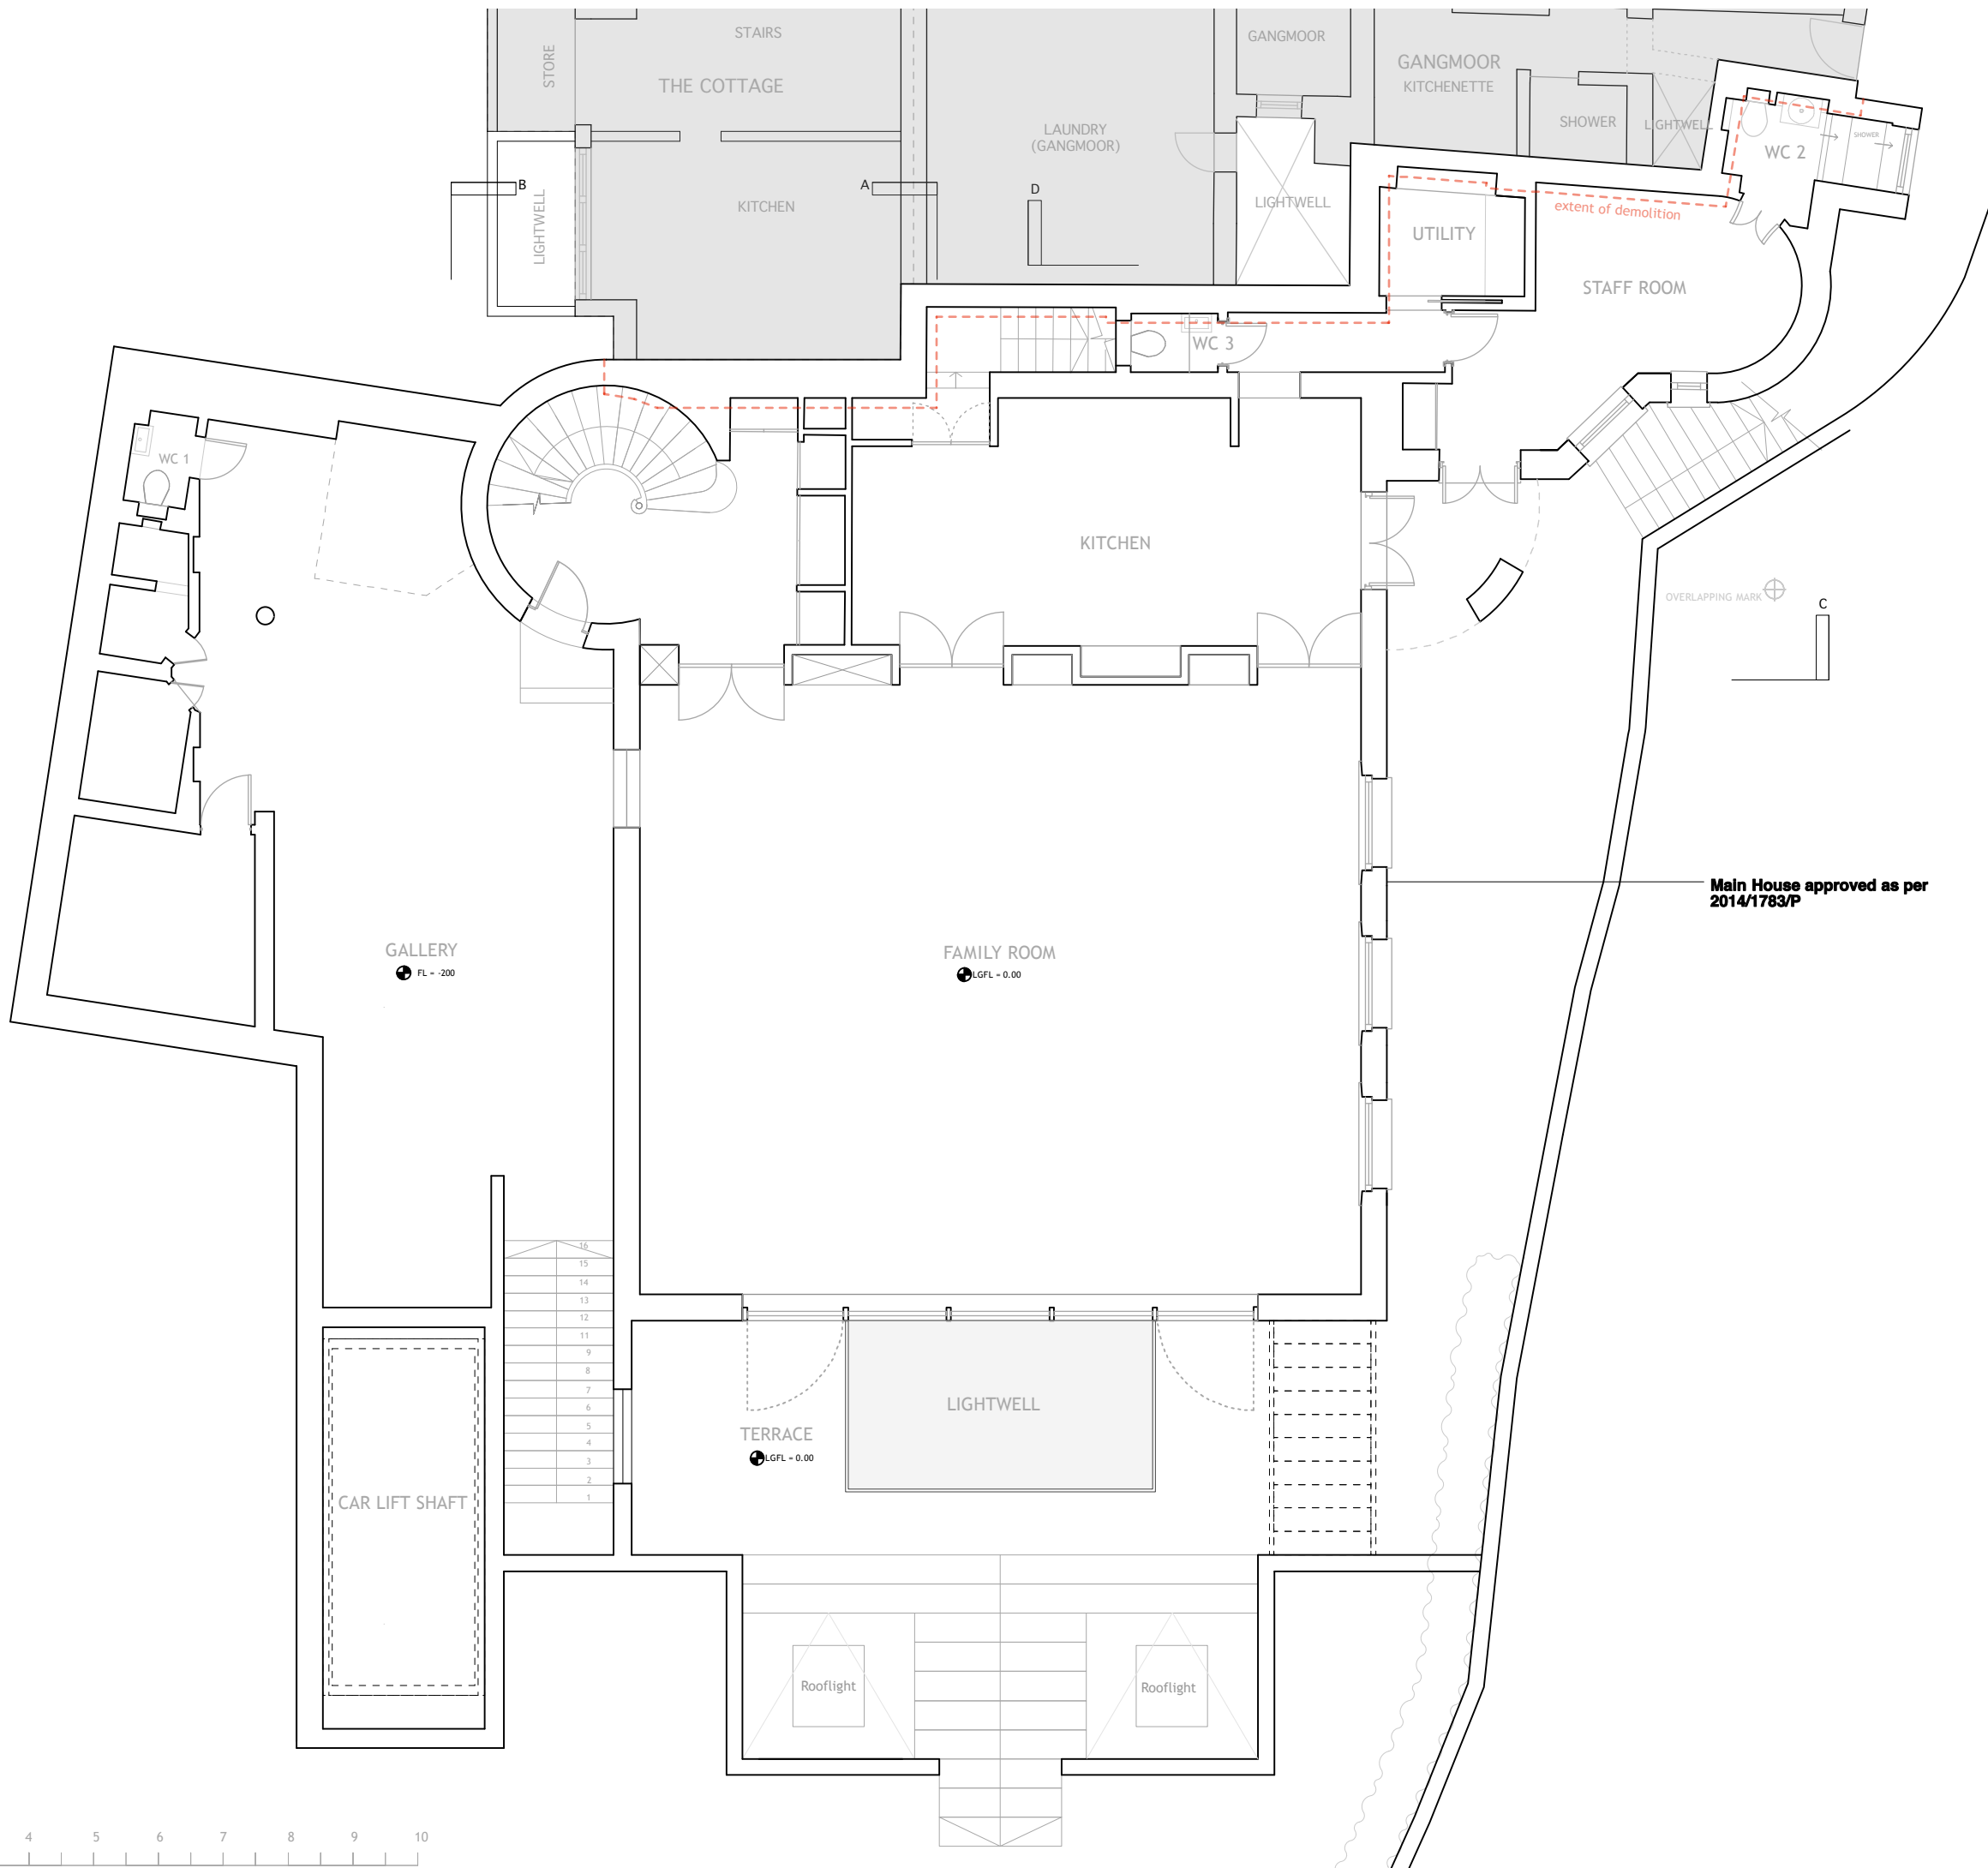 STAIRS
STORE
THE COTTAGE
GANGMOOR
GANGMOOR
KITCHENETTE
LAUNDRY
(GANGMOOR)
SHOWER
LIGHTWELL
SHOWER
WC 2
B
A
D
KITCHEN
LIGHTWELL
LIGHTWELL
extent of demolition
UTILITY
STAFF ROOM
WC 3
WC 1
KITCHEN
OVERLAPPING MARK
C
Main House approved as per
2014/1783/P
GALLERY
FL = -200
FAMILY ROOM
LGFL = 0.00
16
15
14
13
12
11
9
8
7
6
5
4
3
2
1
LIGHTWELL
TERRACE
LGFL = 0.00
CAR LIFT SHAFT
Rooflight
Rooflight
4 5 6 7 8 9 10